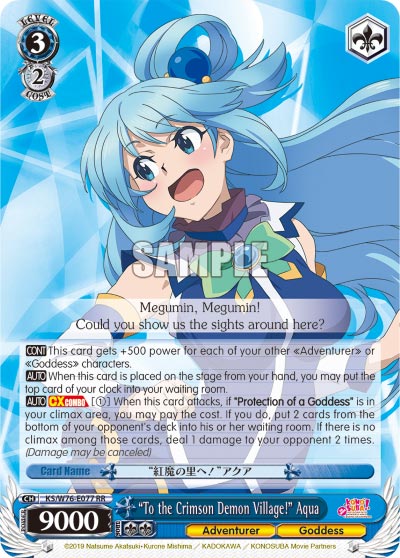 LEVEL
3
2
COST
SAMPLE
Megumin, Megumin!
Could you show us the sights around here?
CONT This card gets +500 power for each of your other «Adventurer» or
«Goddess» characters.
AUTO When this card is placed on the stage from your hand, you may put the
top card of your clock into your waiting room.
AUTO CX COMBO [(1)] When this card attacks, if "Protection of a Goddess" is in
your climax area, you may pay the cost. If you do, put 2 cards from the
bottom of your opponent's deck into his or her waiting room. If there is no
climax among those cards, deal 1 damage to your opponent 2 times.
(Damage may be canceled)
Card Name
"紅魔の里へ!"アクア
CH KS/W76-E077 RR
POWER
9000
SOUL
"To the Crimson Demon Village!" Aqua
Adventurer
Goddess
©2019 Natsume Akatsuki・Kurone Mishima / KADOKAWA / KONOSUBA Movie Partners